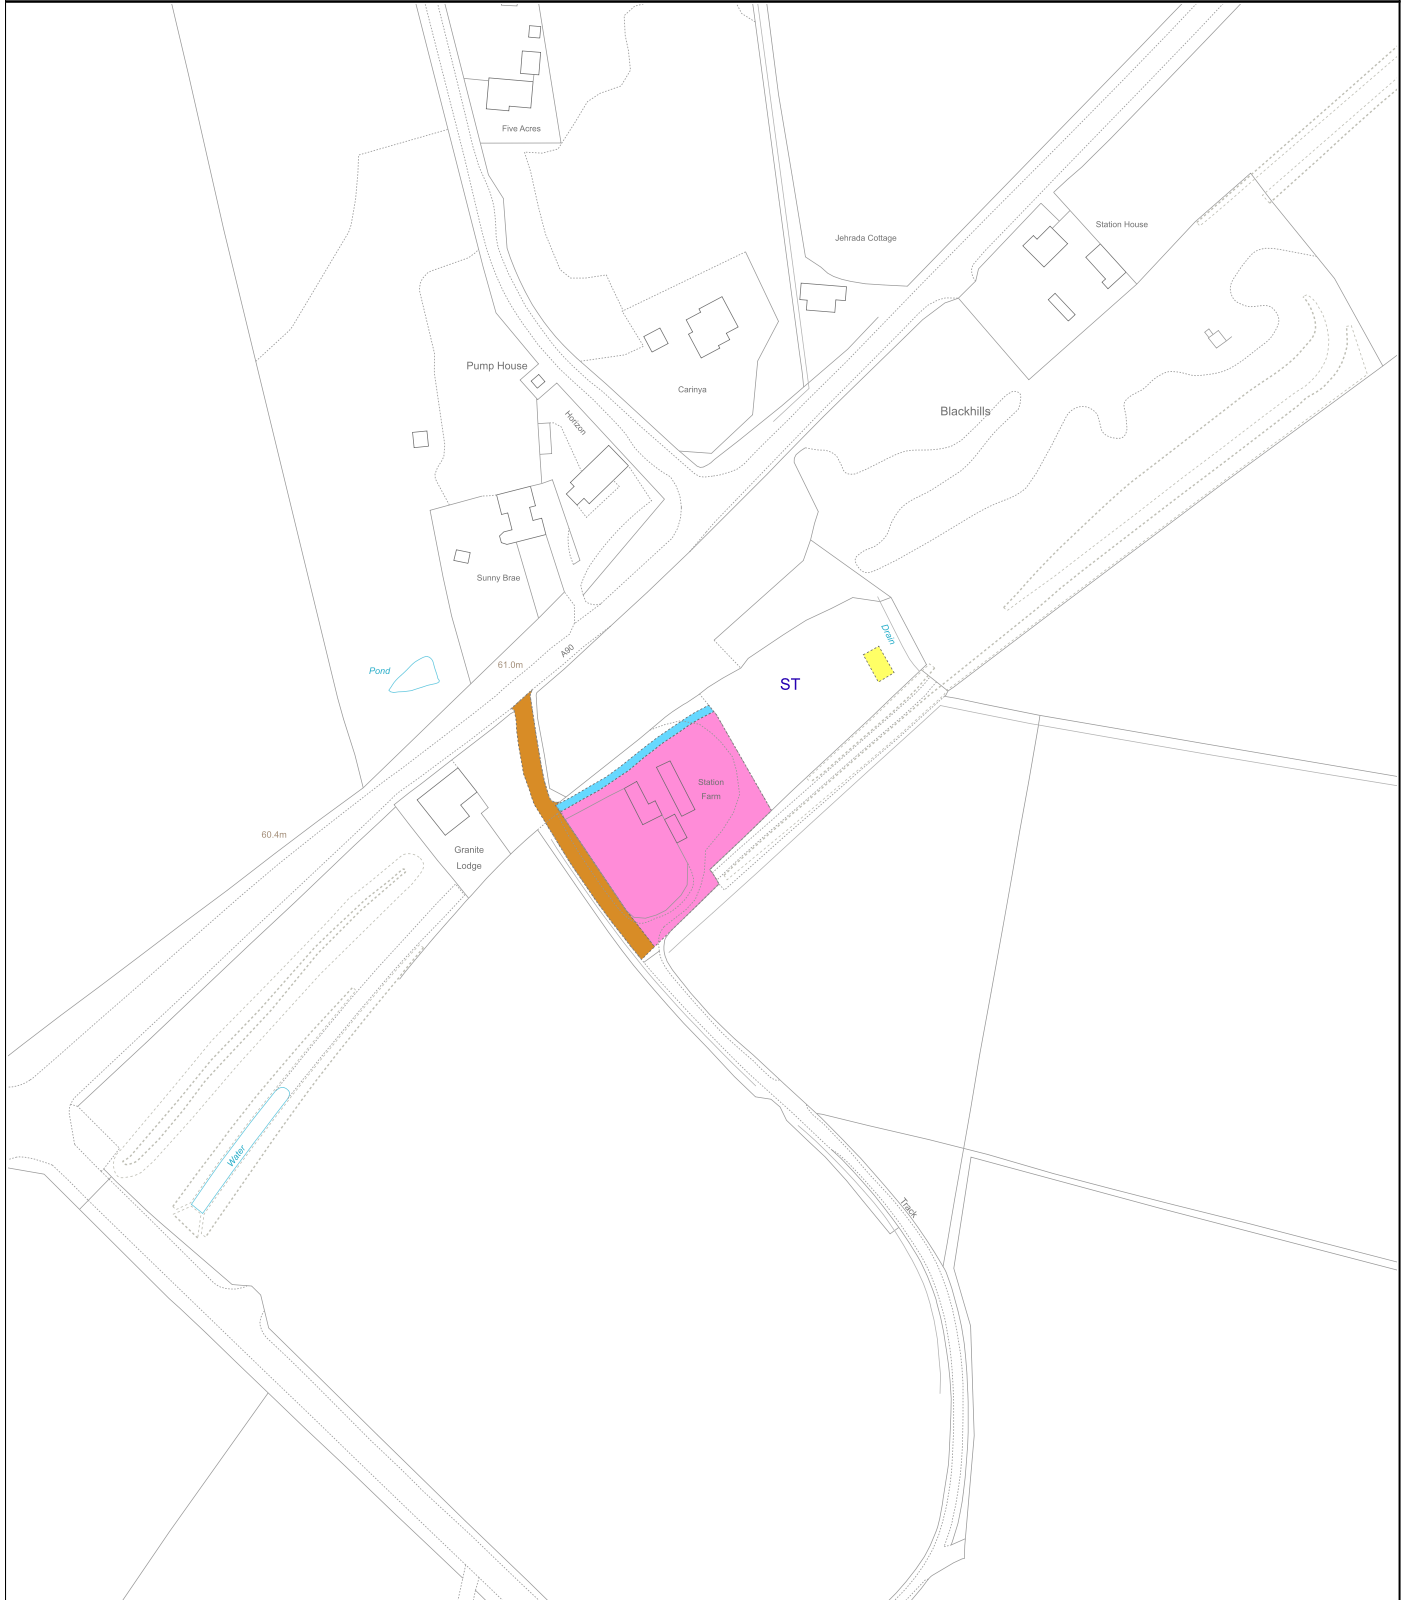 Five Acres
Jehrada Cottage
Station House
Pump House
Carinya
Horizon
Blackhills
Sunny Brae
Drain
A90
61.0m
Pond
ST
Station
Farm
60.4m
Granite
Lodge
Water
Track